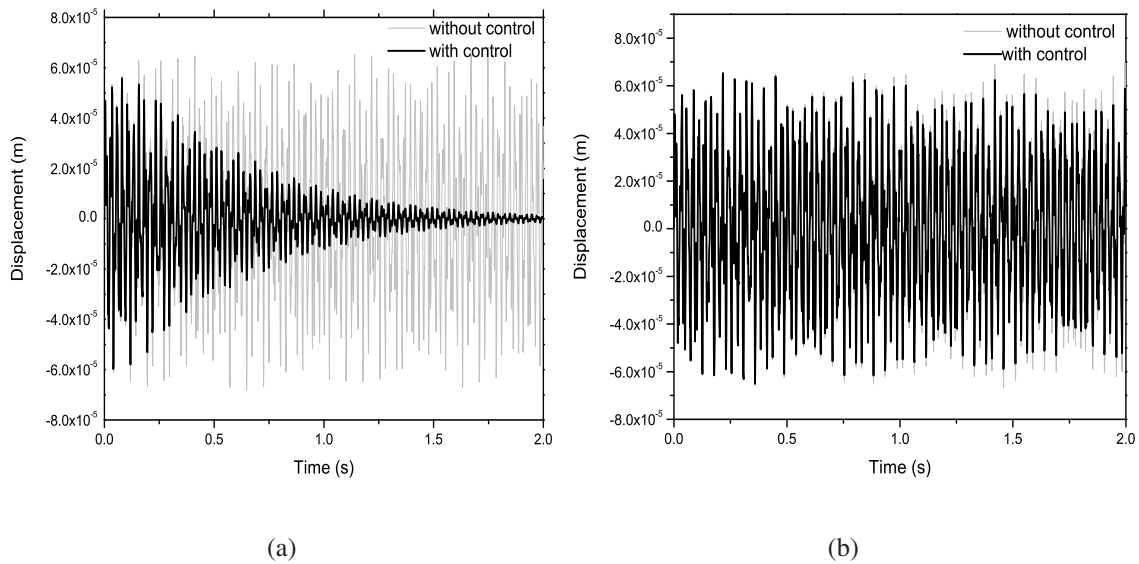 8.0x10⁻⁵
6.0x10⁻⁵
4.0x10⁻⁵
2.0x10⁻⁵
0.0
-2.0x10⁻⁵
-4.0x10⁻⁵
-6.0x10⁻⁵
-8.0x10⁻⁵
Displacement (m)
without control
with control
0.0 0.5 1.0 1.5 2.0
Time (s)
(a)
8.0x10⁻⁵
6.0x10⁻⁵
4.0x10⁻⁵
2.0x10⁻⁵
0.0
-2.0x10⁻⁵
-4.0x10⁻⁵
-6.0x10⁻⁵
-8.0x10⁻⁵
Displacement (m)
without control
with control
0.0 0.5 1.0 1.5 2.0
Time (s)
(b)